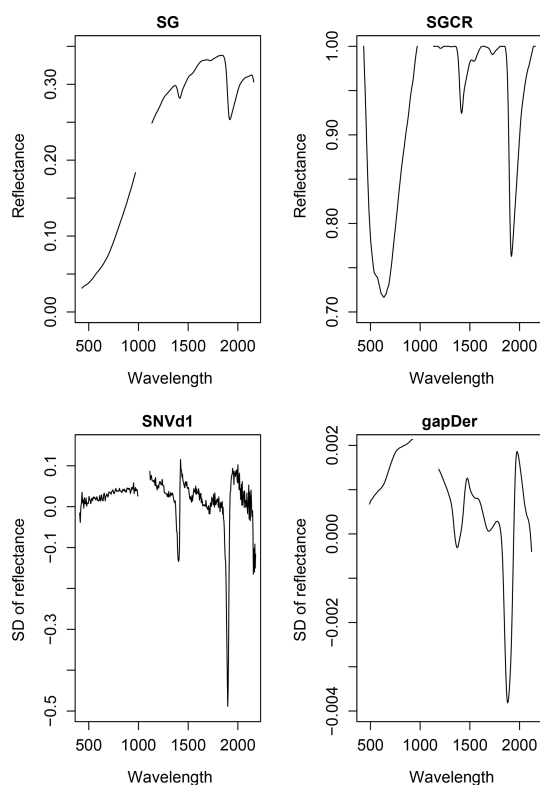 SG
Reflectance
0.00 0.10 0.20 0.30
500 1000 1500 2000
Wavelength
SGCR
Reflectance
0.70 0.80 0.90 1.00
500 1000 1500 2000
Wavelength
SNVd1
SD of reflectance
−0.5 −0.3 −0.1 0.0 0.1
500 1000 1500 2000
Wavelength
gapDer
SD of reflectance
−0.004 −0.002 0.000 0.002
500 1000 1500 2000
Wavelength